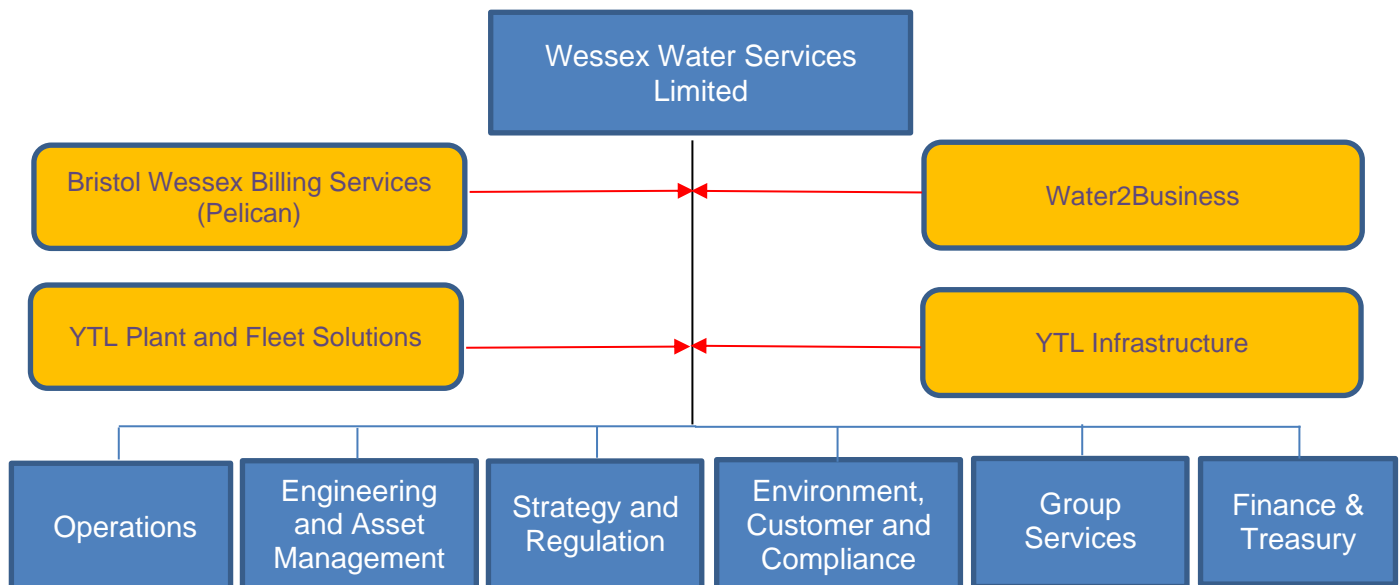 Wessex Water Services
Limited
Bristol Wessex Billing Services
(Pelican)
Water2Business
YTL Plant and Fleet Solutions
YTL Infrastructure
Operations
Engineering
and Asset
Management
Strategy and
Regulation
Environment,
Customer and
Compliance
Group
Services
Finance &
Treasury